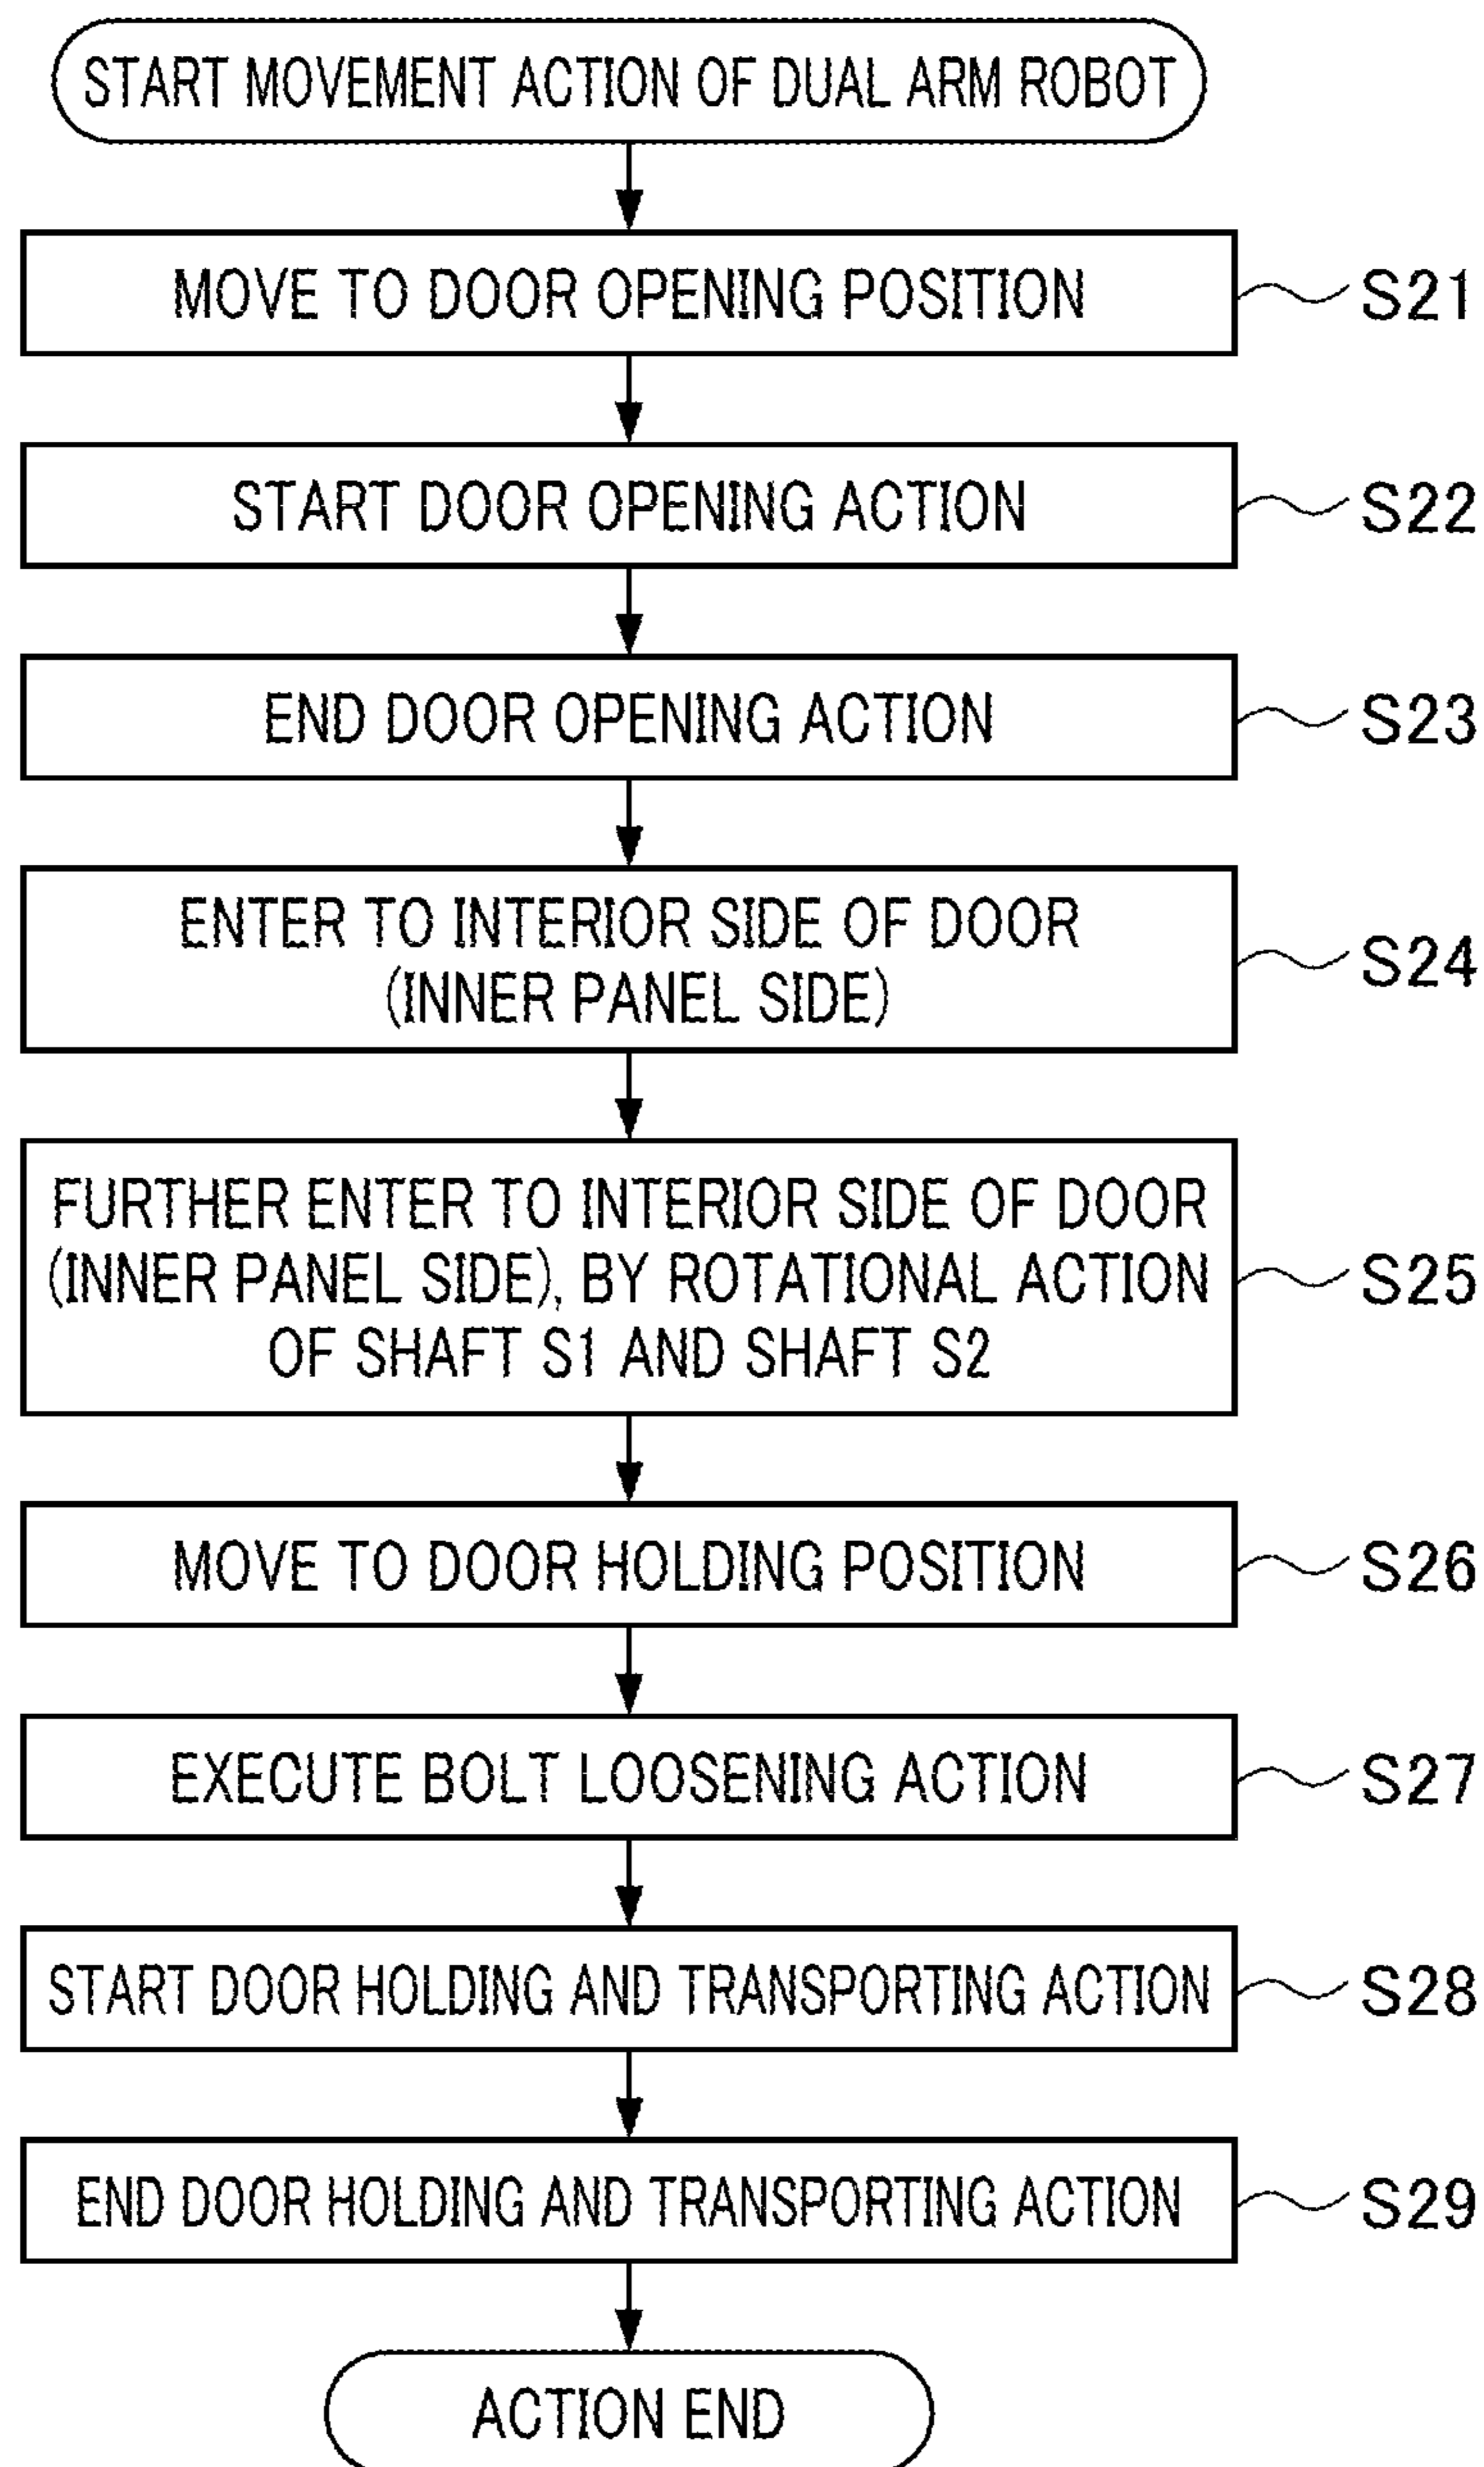 START MOVEMENT ACTION OF DUAL ARM ROBOT
MOVE TO DOOR OPENING POSITION
S21
START DOOR OPENING ACTION
S22
END DOOR OPENING ACTION
S23
ENTER TO INTERIOR SIDE OF DOOR
(INNER PANEL SIDE)
S24
FURTHER ENTER TO INTERIOR SIDE OF DOOR
(INNER PANEL SIDE), BY ROTATIONAL ACTION
OF SHAFT S1 AND SHAFT S2
S25
MOVE TO DOOR HOLDING POSITION
S26
EXECUTE BOLT LOOSENING ACTION
S27
START DOOR HOLDING AND TRANSPORTING ACTION
S28
END DOOR HOLDING AND TRANSPORTING ACTION
S29
ACTION END